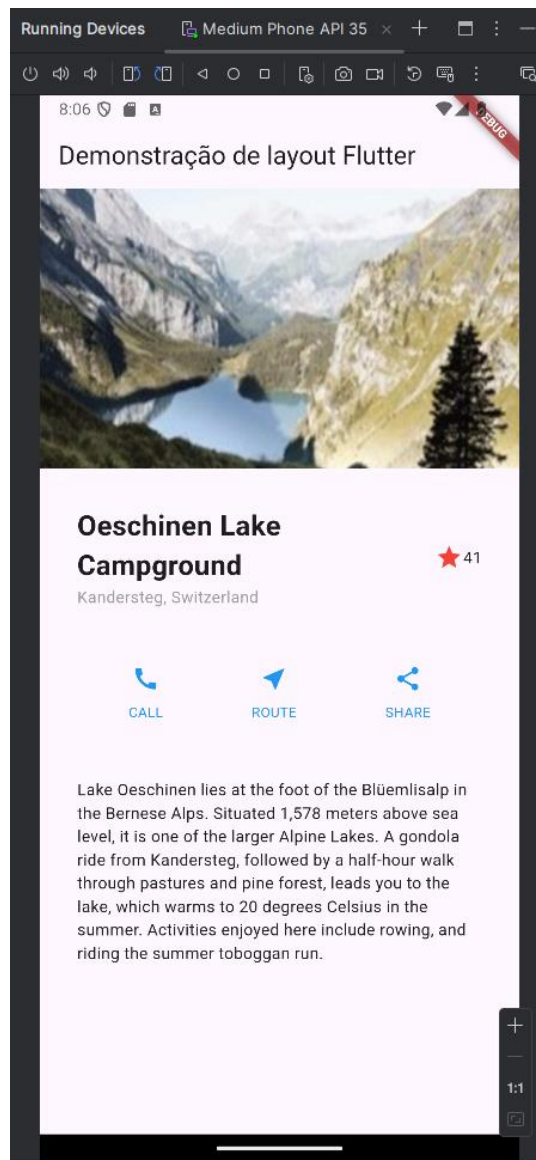 Running Devices Medium Phone API 35
8:06
DEBUG
Demonstração de layout Flutter
Oeschinen Lake
Campground
41
Kandersteg, Switzerland
CALL ROUTE SHARE
Lake Oeschinen lies at the foot of the Blüemlisalp in
the Bernese Alps. Situated 1,578 meters above sea
level, it is one of the larger Alpine Lakes. A gondola
ride from Kandersteg, followed by a half-hour walk
through pastures and pine forest, leads you to the
lake, which warms to 20 degrees Celsius in the
summer. Activities enjoyed here include rowing, and
riding the summer toboggan run.
1:1